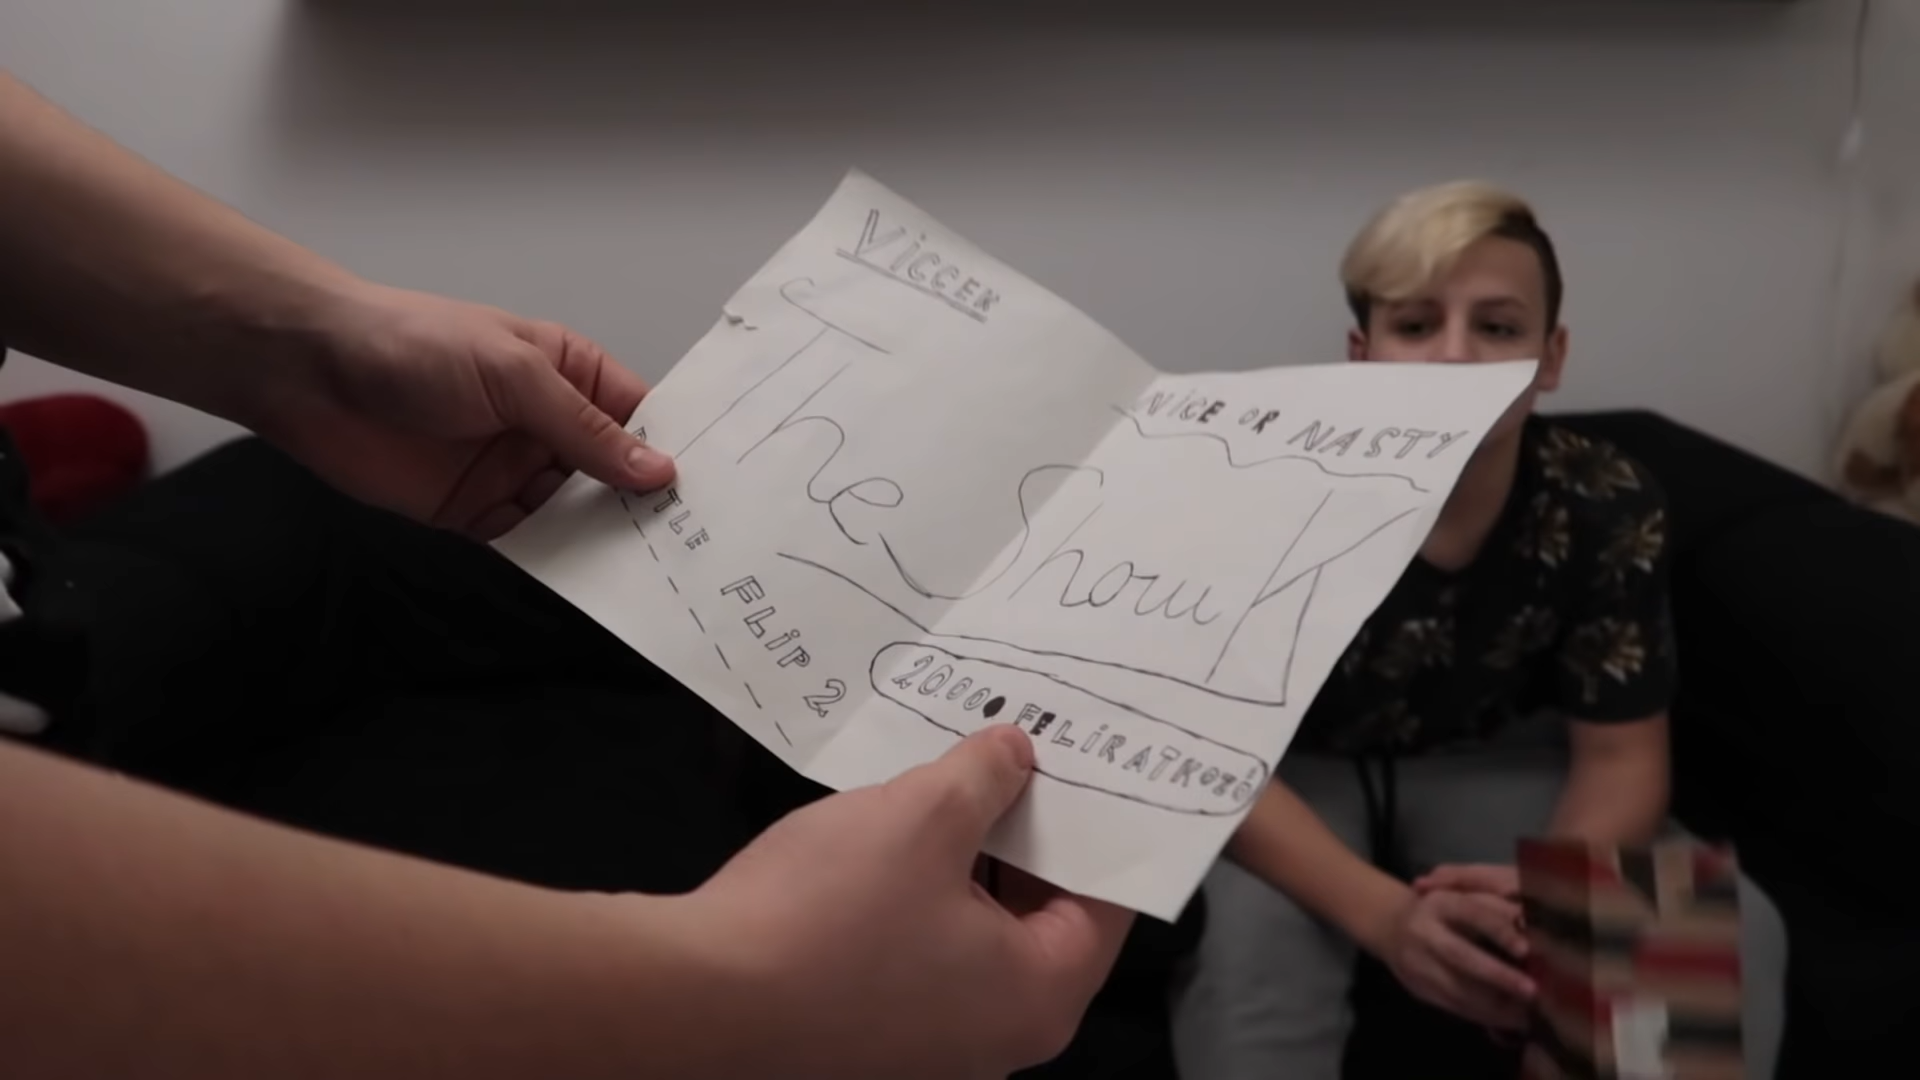 VICCEK
The Show K
NICE OR NASTY
FLIP 2.
20.000 FELIRATKOZÓ